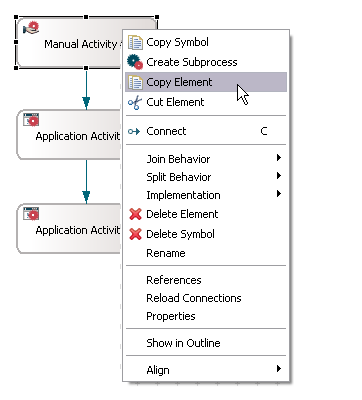 Manual Activity
Application Activit
Application Activit
Copy Symbol
Create Subprocess
Copy Element
Cut Element
Connect C
Join Behavior
Split Behavior
Implementation
Delete Element
Delete Symbol
Rename
References
Reload Connections
Properties
Show in Outline
Align